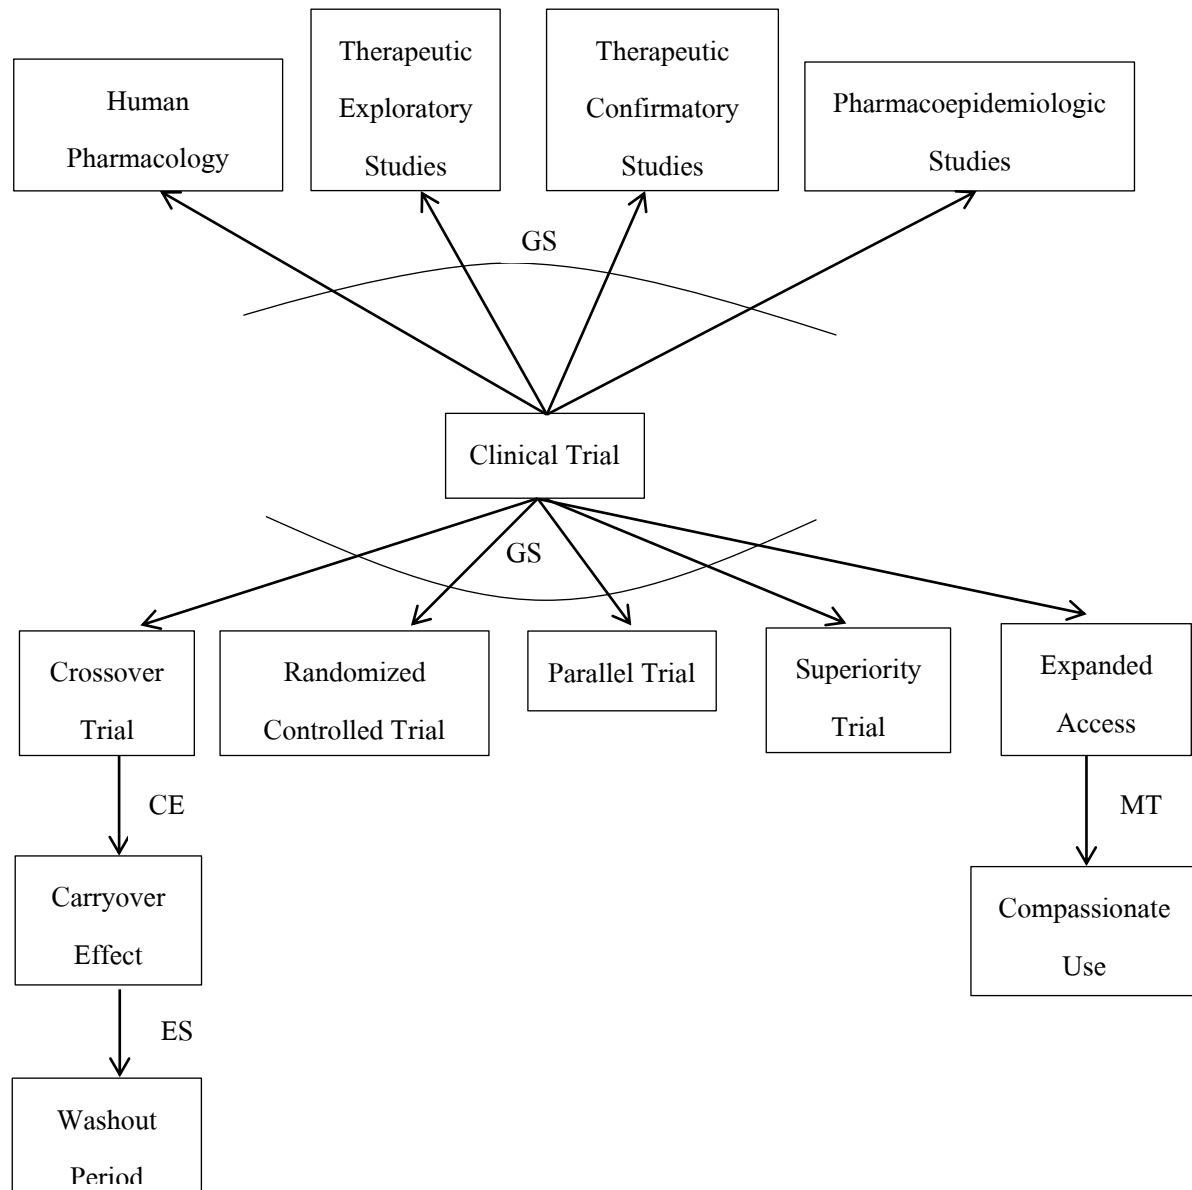 Human
Pharmacology
Therapeutic
Exploratory
Studies
Therapeutic
Confirmatory
Studies
Pharmacoepidemiologic
Studies
GS
Clinical Trial
GS
Crossover
Trial
Randomized
Controlled Trial
Parallel Trial
Superiority
Trial
Expanded
Access
CE
MT
Carryover
Effect
Compassionate
Use
ES
Washout
Period